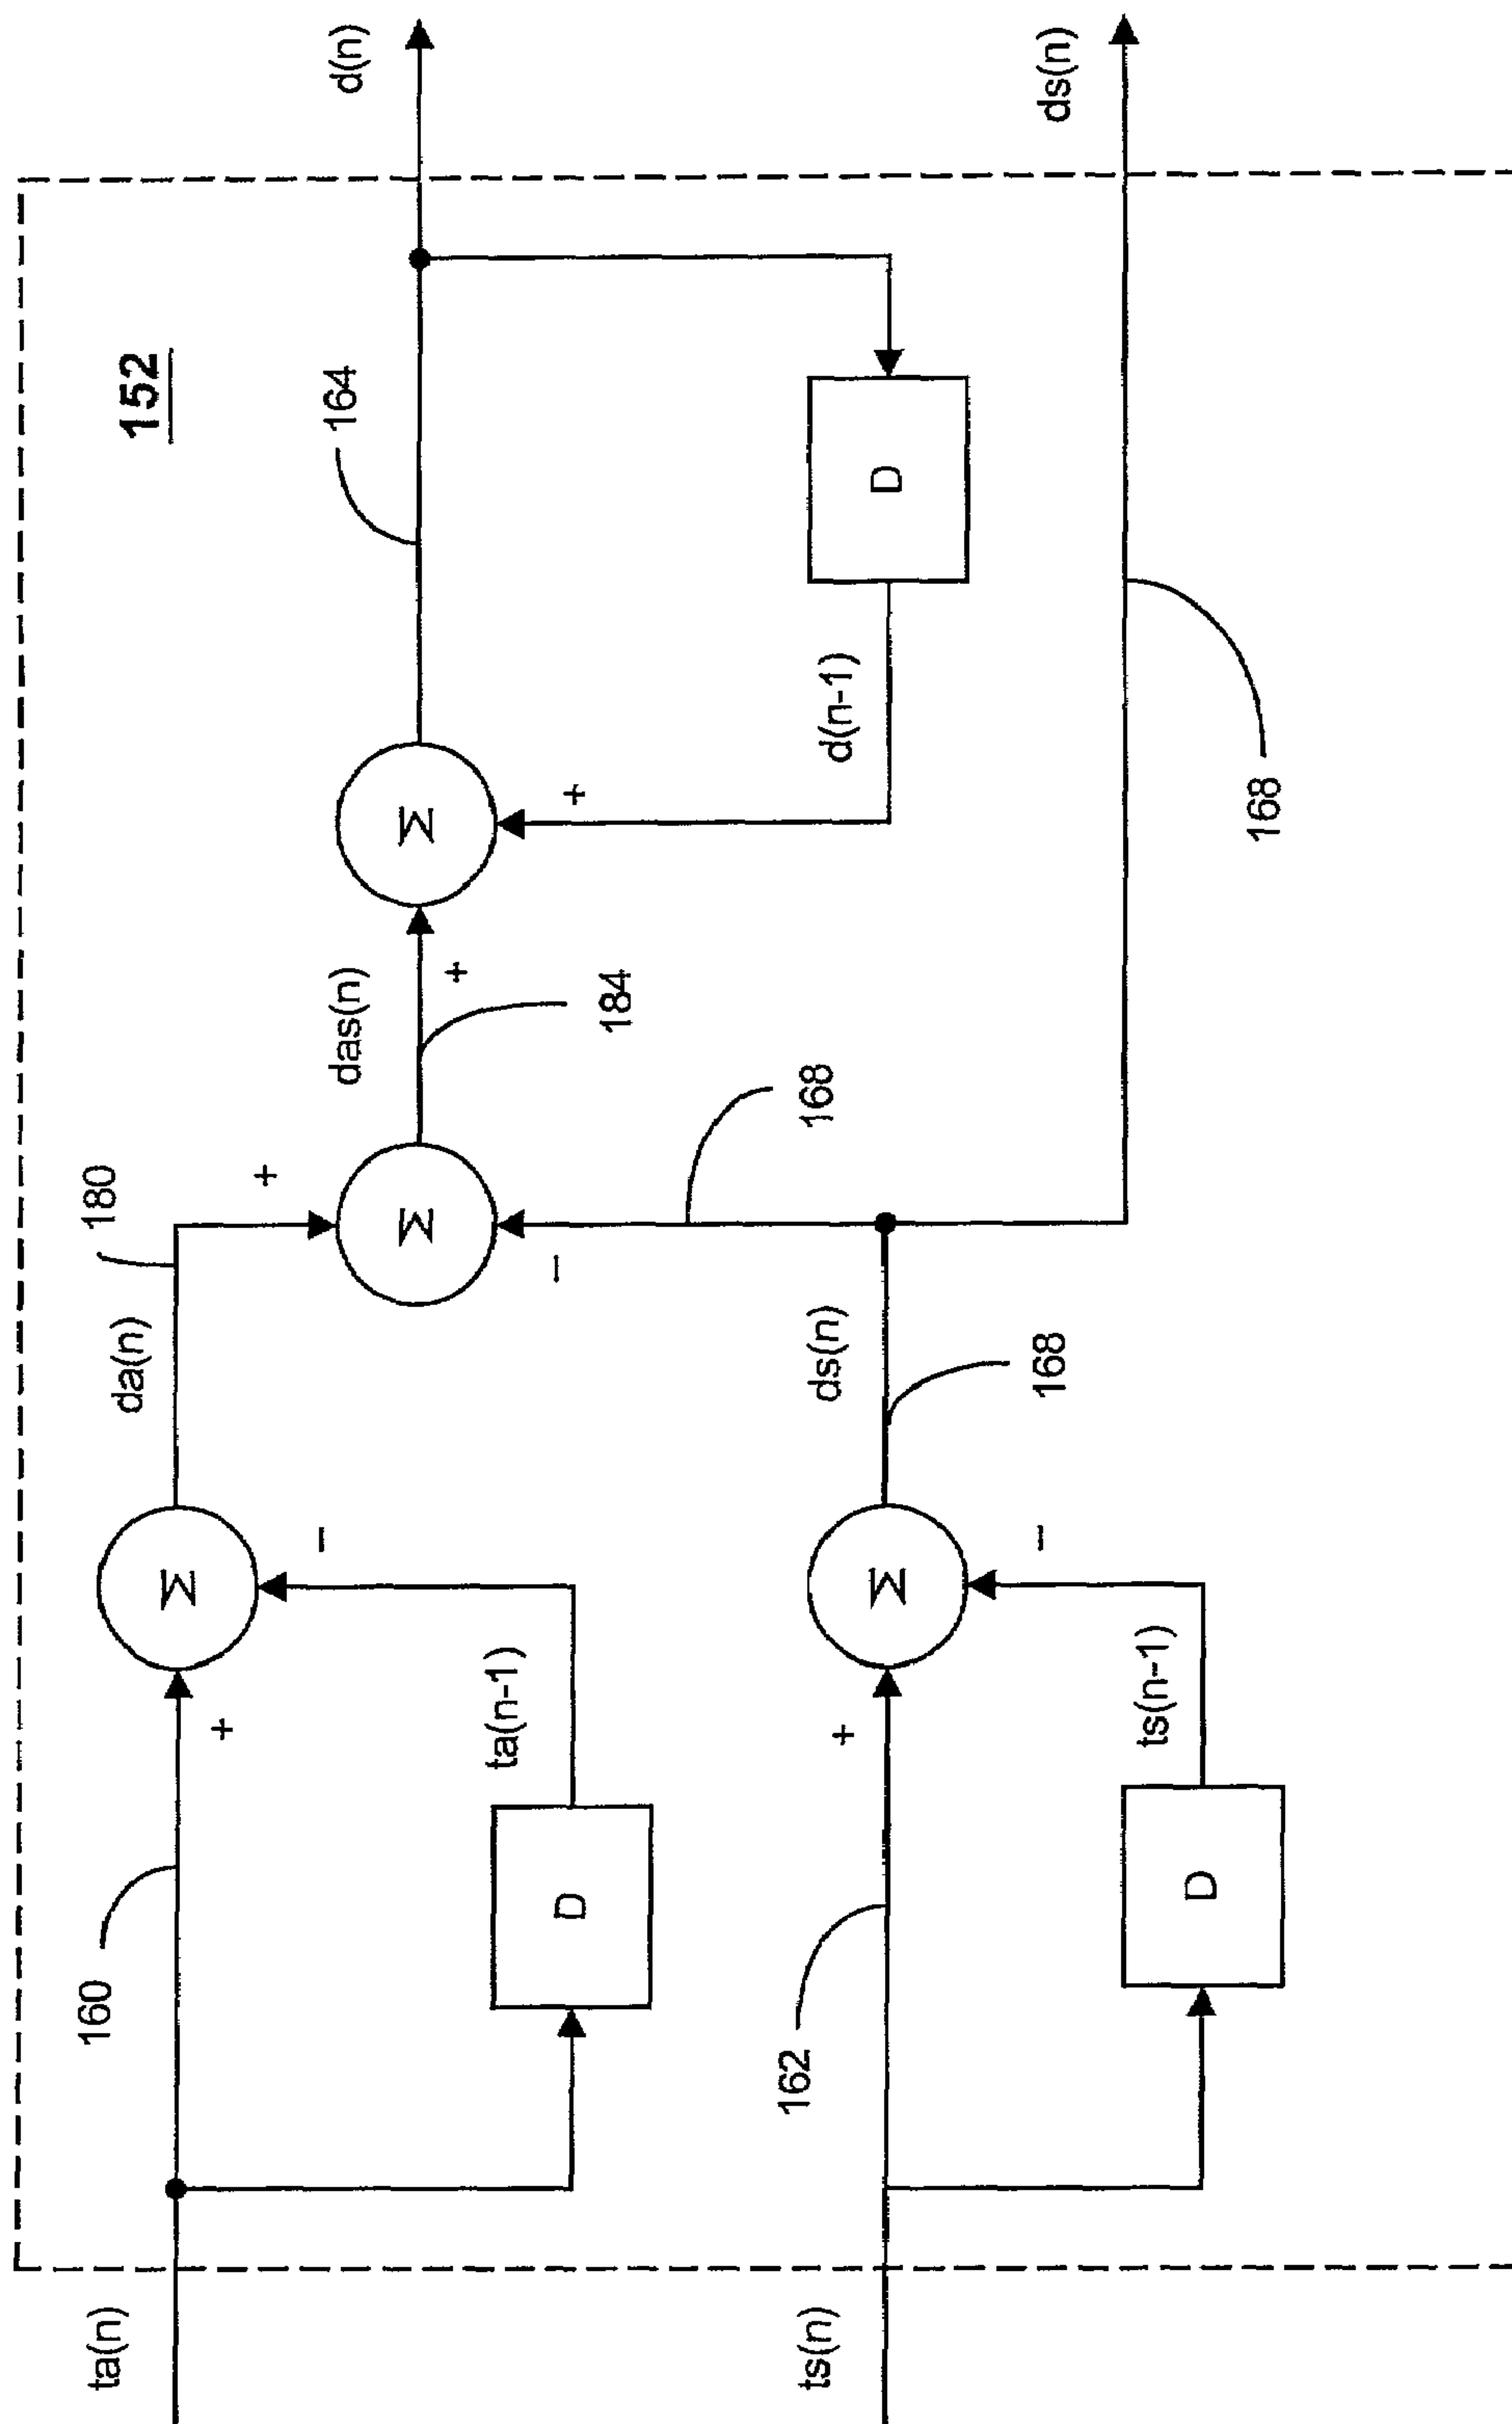 152
ta(n)
160
+
D
ta(n-1)
−
Σ
da(n)
180
+
Σ
−
das(n)
184
+
Σ
+
164
d(n)
D
d(n-1)
ts(n)
162
+
D
ts(n-1)
−
Σ
ds(n)
168
168
168
ds(n)